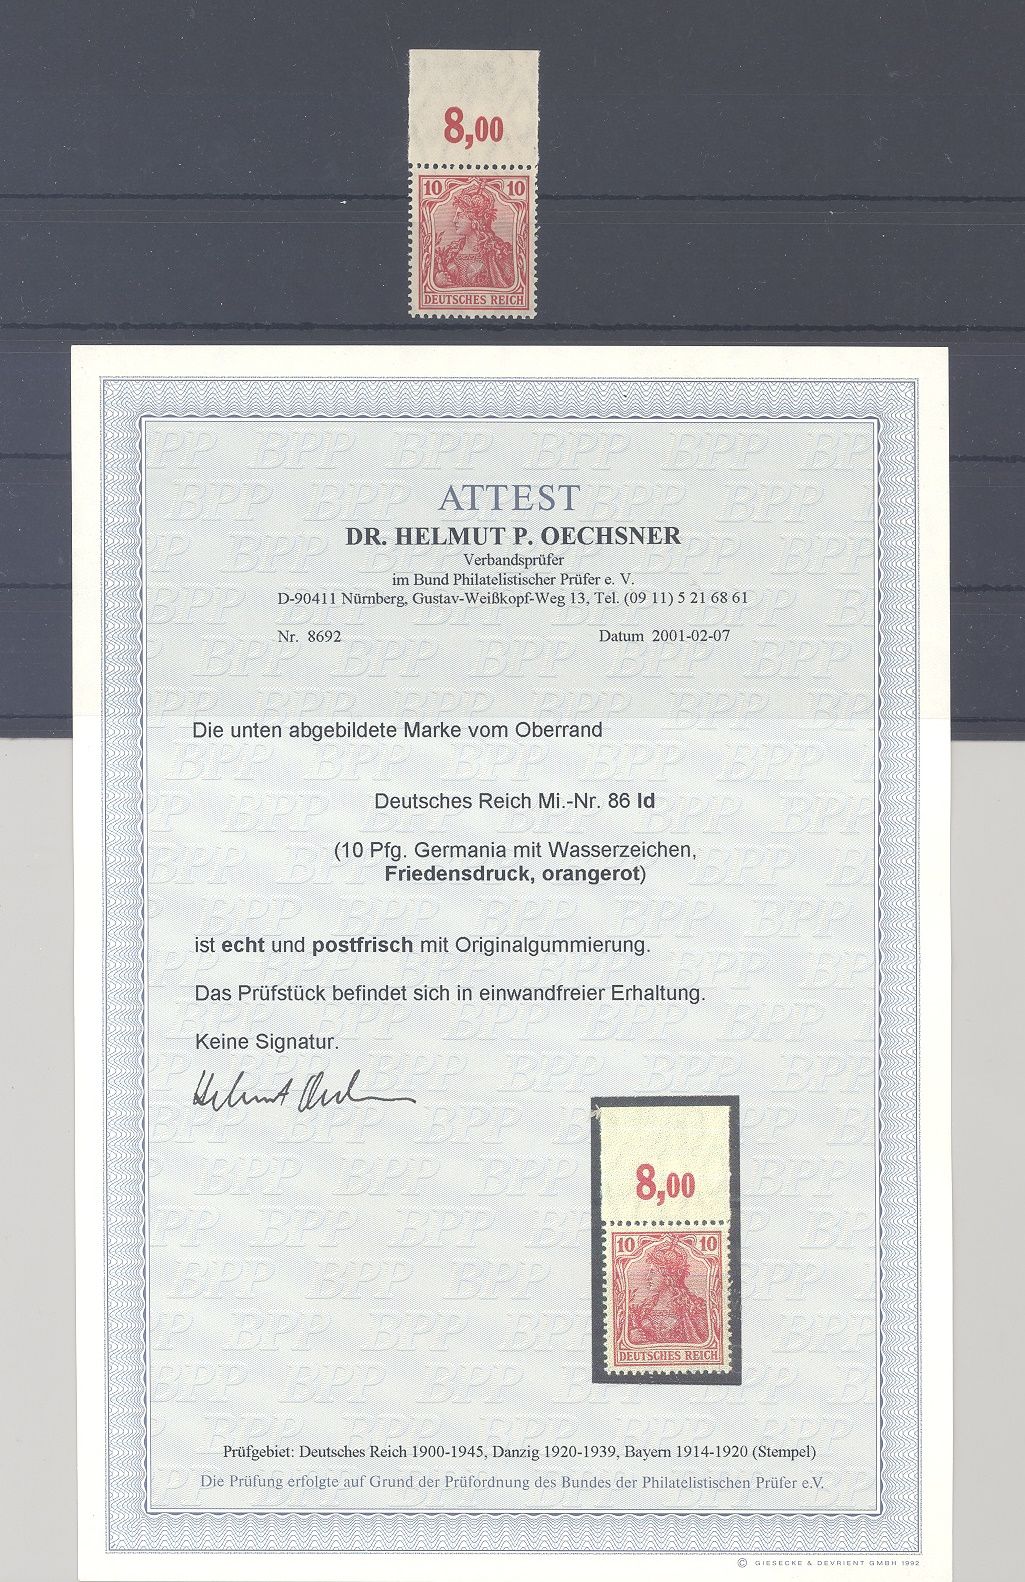 8,00
10 10
DEUTSCHES REICH
ATTEST
DR. HELMUT P. OECHSNER
Verbandsprüfer
im Bund Philatelistischer Prüfer e. V.
D-90411 Nürnberg, Gustav-Weißkopf-Weg 13, Tel. (09 11) 5 21 68 61
Nr. 8692 Datum 2001-02-07
Die unten abgebildete Marke vom Oberrand
Deutsches Reich Mi.-Nr. 86 Id
(10 Pfg. Germania mit Wasserzeichen,
Friedensdruck, orangerot)
ist echt und postfrisch mit Originalgummierung.
Das Prüfstück befindet sich in einwandfreier Erhaltung.
Keine Signatur.
Helmut Oechsner
8,00
10 10
DEUTSCHES REICH
Prüfgebiet: Deutsches Reich 1900-1945, Danzig 1920-1939, Bayern 1914-1920 (Stempel)
Die Prüfung erfolgte auf Grund der Prüfordnung des Bundes der Philatelistischen Prüfer e.V.
© GIESECKE & DEVRIENT GMBH 1992